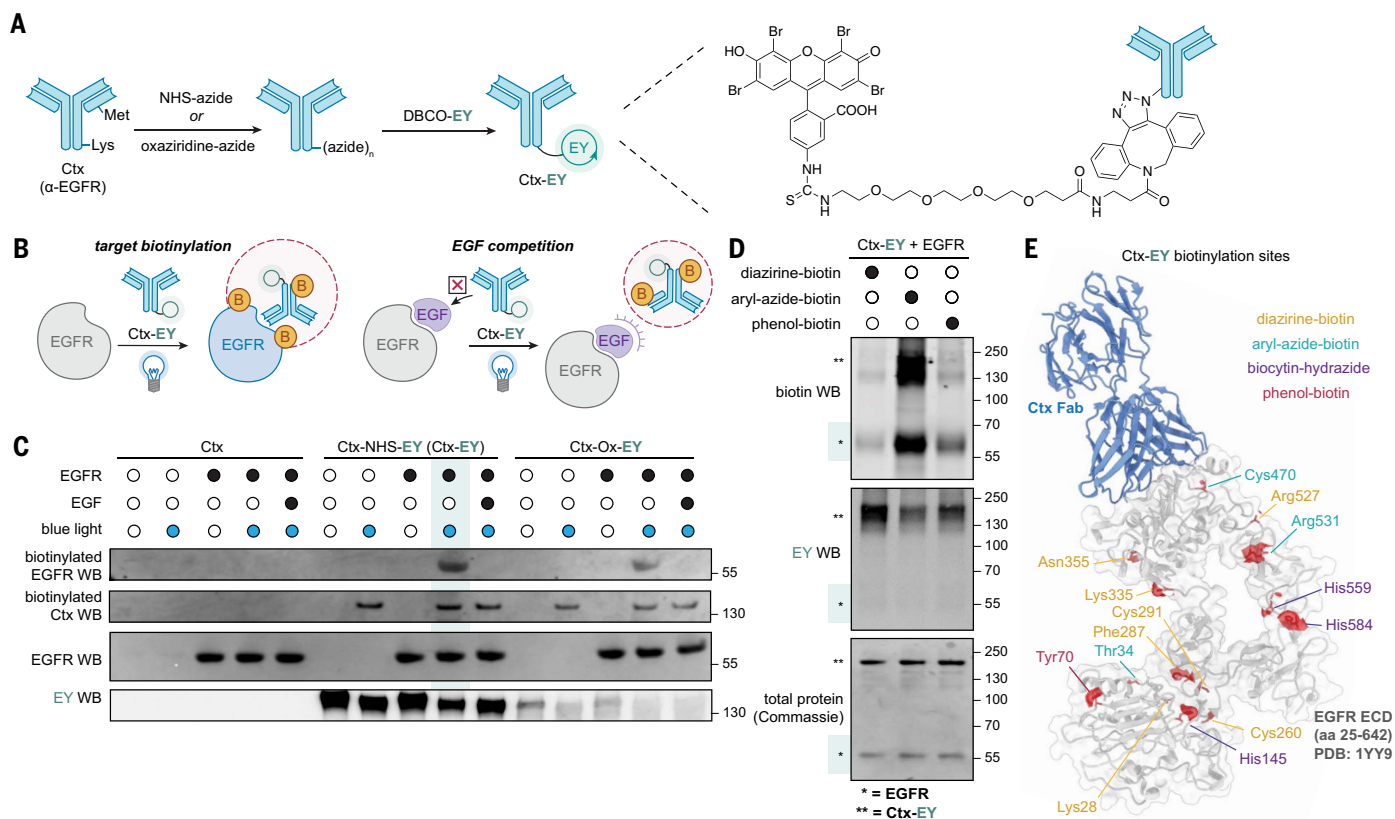 A
Ctx
(α-EGFR)
Met
Lys
NHS-azide
or
oxaziridine-azide
(azide)n
DBCO-EY
EY
Ctx-EY
Br
Br
HO
O
O
Br
Br
COOH
NH
S
N
H
O
O
O
O
O
N
H
N
O
N
N
N
B
target biotinylation
EGFR
Ctx-EY
B
B
B
EGFR
EGF competition
EGF
EGFR
Ctx-EY
EGF
EGFR
B
B
B
C
Ctx
Ctx-NHS-EY (Ctx-EY)
Ctx-Ox-EY
EGFR
EGF
blue light
biotinylated
EGFR WB
55
biotinylated
Ctx WB
130
EGFR WB
55
EY WB
130
D
Ctx-EY + EGFR
diazirine-biotin
aryl-azide-biotin
phenol-biotin
biotin WB
**
*
250
130
100
70
55
EY WB
**
*
250
130
100
70
55
total protein
(Commassie)
**
*
250
130
100
70
55
* = EGFR
** = Ctx-EY
E
Ctx-EY biotinylation sites
diazirine-biotin
aryl-azide-biotin
biocytin-hydrazide
phenol-biotin
Ctx Fab
Cys470
Arg527
Arg531
Asn355
Lys335
Cys291
Phe287
Thr34
Tyr70
His559
His584
Cys260
His145
Lys28
EGFR ECD
(aa 25-642)
PDB: 1YY9